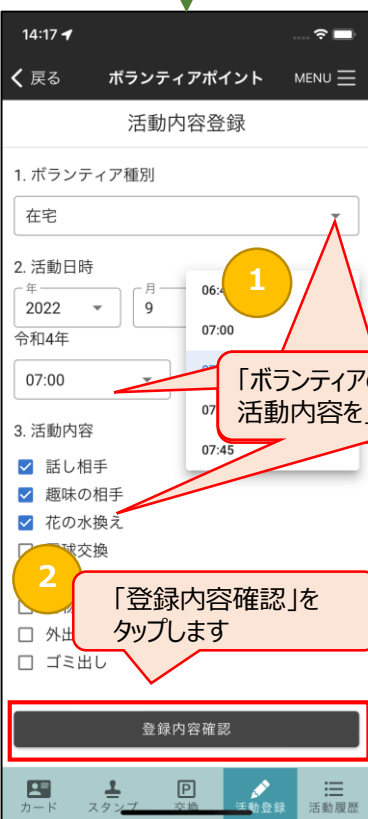 14:17
戻る ボランティアポイント MENU
活動内容登録
1. ボランティア種別
在宅
2. 活動日時
年 月
2022 9
令和4年
07:00
1
07:00
07:45
「ボランティア
活動内容を
3. 活動内容
話し相手
趣味の相手
花の水換え
球交換
2
外出
ゴミ出し
「登録内容確認」を
タップします
登録内容確認
カード スタンプ 交換 活動登録 活動履歴